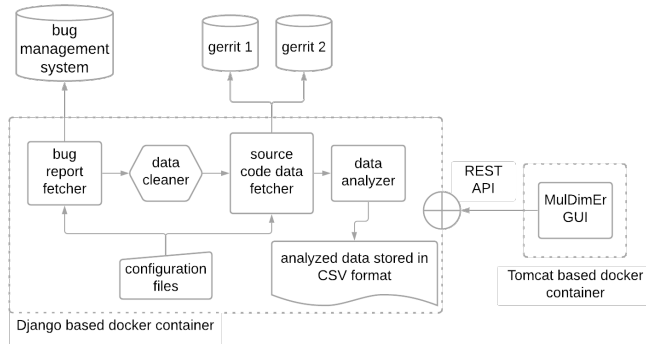 bug
management
system
gerrit 1
gerrit 2
bug
report
fetcher
data
cleaner
source
code data
fetcher
data
analyzer
REST
API
MulDimEr
GUI
configuration
files
analyzed data stored in
CSV format
Tomcat based docker
container
Django based docker container